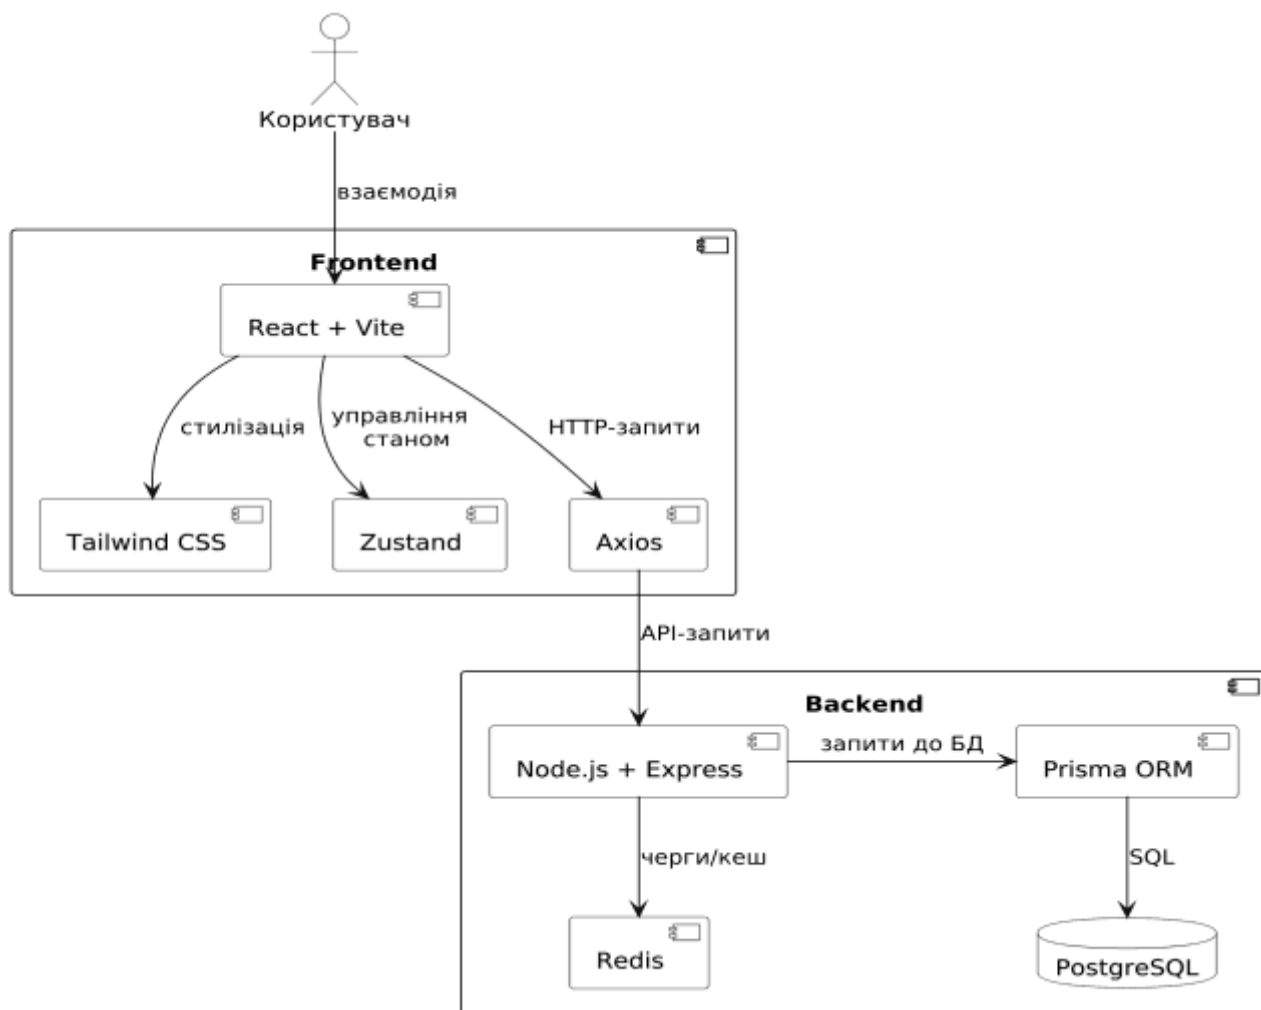 Користувач
взаємодія
Frontend
React + Vite
стилізація
управління
станом
HTTP-запити
Tailwind CSS
Zustand
Axios
API-запити
Backend
Node.js + Express
запити до БД
Prisma ORM
черги/кеш
SQL
Redis
PostgreSQL